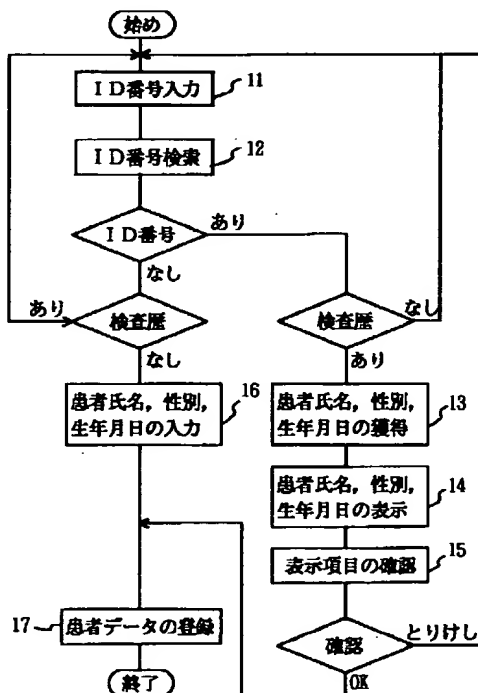 始め
ID番号入力
11
ID番号検索
12
ID番号
あり
なし
あり
検査歴
検査歴
なし
なし
あり
患者氏名,性別,
生年月日の入力
16
患者氏名,性別,
生年月日の獲得
13
患者氏名,性別,
生年月日の表示
14
表示項目の確認
15
17
患者データの登録
確認
とりけし
終了
OK